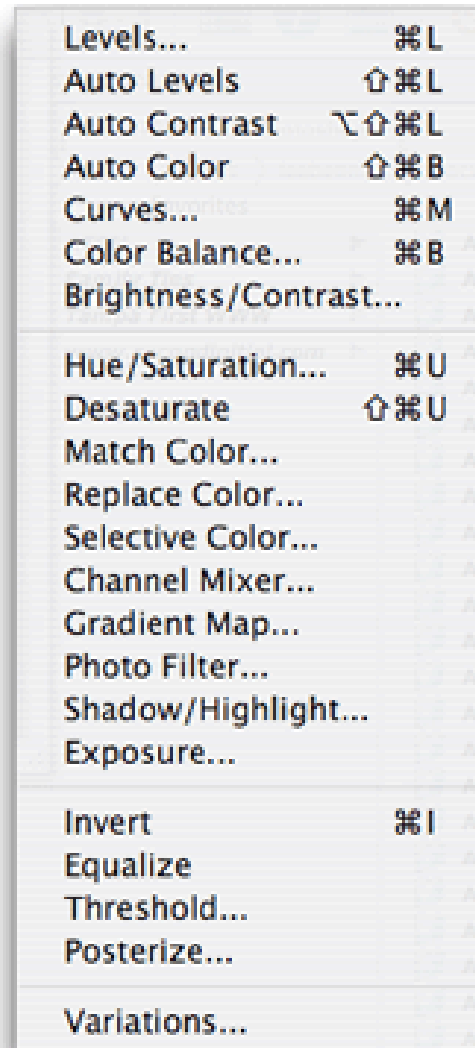 Levels... ⌘L
Auto Levels ⇧⌘L
Auto Contrast ⌥⇧⌘L
Auto Color ⇧⌘B
Curves... ⌘M
Color Balance... ⌘B
Brightness/Contrast...
Hue/Saturation... ⌘U
Desaturate ⇧⌘U
Match Color...
Replace Color...
Selective Color...
Channel Mixer...
Gradient Map...
Photo Filter...
Shadow/Highlight...
Exposure...
Invert ⌘I
Equalize
Threshold...
Posterize...
Variations...